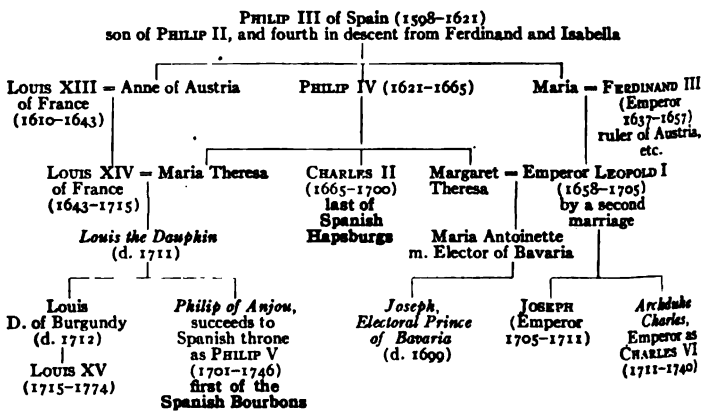 PHILIP III of Spain (1598-1621)
son of PHILIP II, and fourth in descent from Ferdinand and Isabella
LOUIS XIII = Anne of Austria
of France
(1610-1643)
PHILIP IV (1621-1665)
Maria = FERDINAND III
(Emperor
1637-1657)
ruler of Austria,
etc.
LOUIS XIV = Maria Theresa
of France
(1643-1715)
CHARLES II
(1665-1700)
last of
Spanish
Hapsburgs
Margaret = Emperor LEOPOLD I
Theresa
(1658-1705)
by a second
marriage
Louis the Dauphin
(d. 1711)
Maria Antoinette
m. Elector of Bavaria
Louis
D. of Burgundy
(d. 1712)
LOUIS XV
(1715-1774)
Philip of Anjou,
succeeds to
Spanish throne
as PHILIP V
(1701-1746)
first of the
Spanish Bourbons
Joseph,
Electoral Prince
of Bavaria
(d. 1699)
JOSEPH
(Emperor
1705-1711)
Archduke
Charles,
Emperor as
CHARLES VI
(1711-1740)